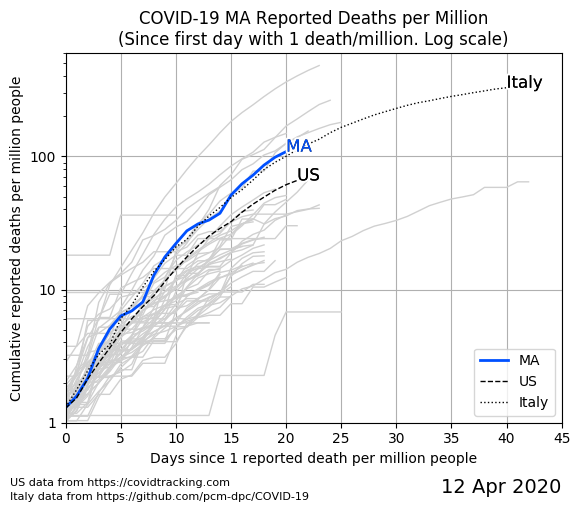 COVID-19 MA Reported Deaths per Million
(Since first day with 1 death/million. Log scale)
Cumulative reported deaths per million people
100
10
1
Italy
MA
US
MA
US
Italy
0 5 10 15 20 25 30 35 40 45
Days since 1 reported death per million people
US data from https://covidtracking.com
Italy data from https://github.com/pcm-dpc/COVID-19
12 Apr 2020